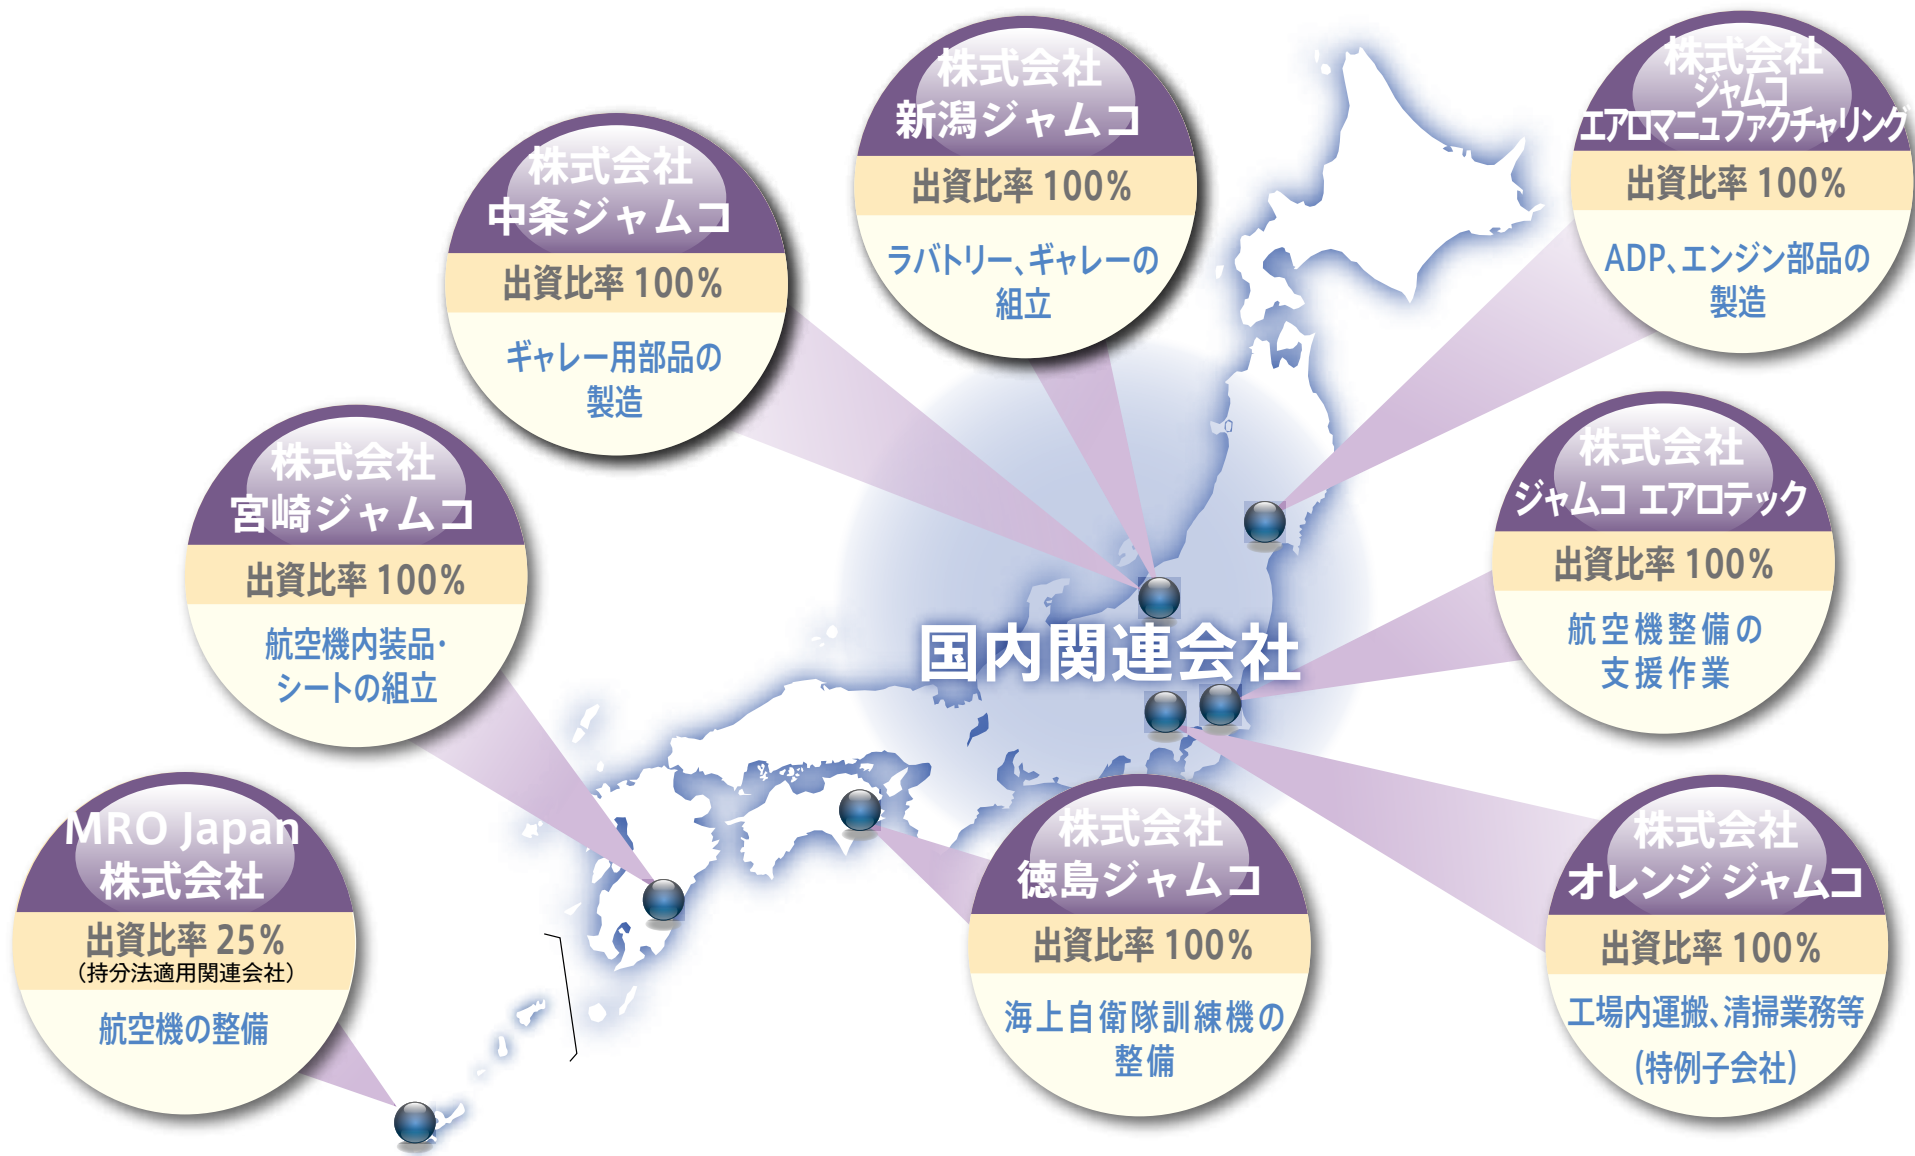 株式会社
新潟ジャムコ
出資比率 100%
ラバトリー、ギャレーの
組立
株式会社
ジャムコ
エアロマニュファクチャリング
出資比率 100%
ADP、エンジン部品の
製造
株式会社
中条ジャムコ
出資比率 100%
ギャレー用部品の
製造
株式会社
宮崎ジャムコ
出資比率 100%
航空機内装品・
シートの組立
株式会社
ジャムコ エアロテック
出資比率 100%
航空機整備の
支援作業
国内関連会社
MRO Japan
株式会社
出資比率 25%
（持分法適用関連会社）
航空機の整備
株式会社
徳島ジャムコ
出資比率 100%
海上自衛隊訓練機の
整備
株式会社
オレンジ ジャムコ
出資比率 100%
工場内運搬、清掃業務等
(特例子会社)